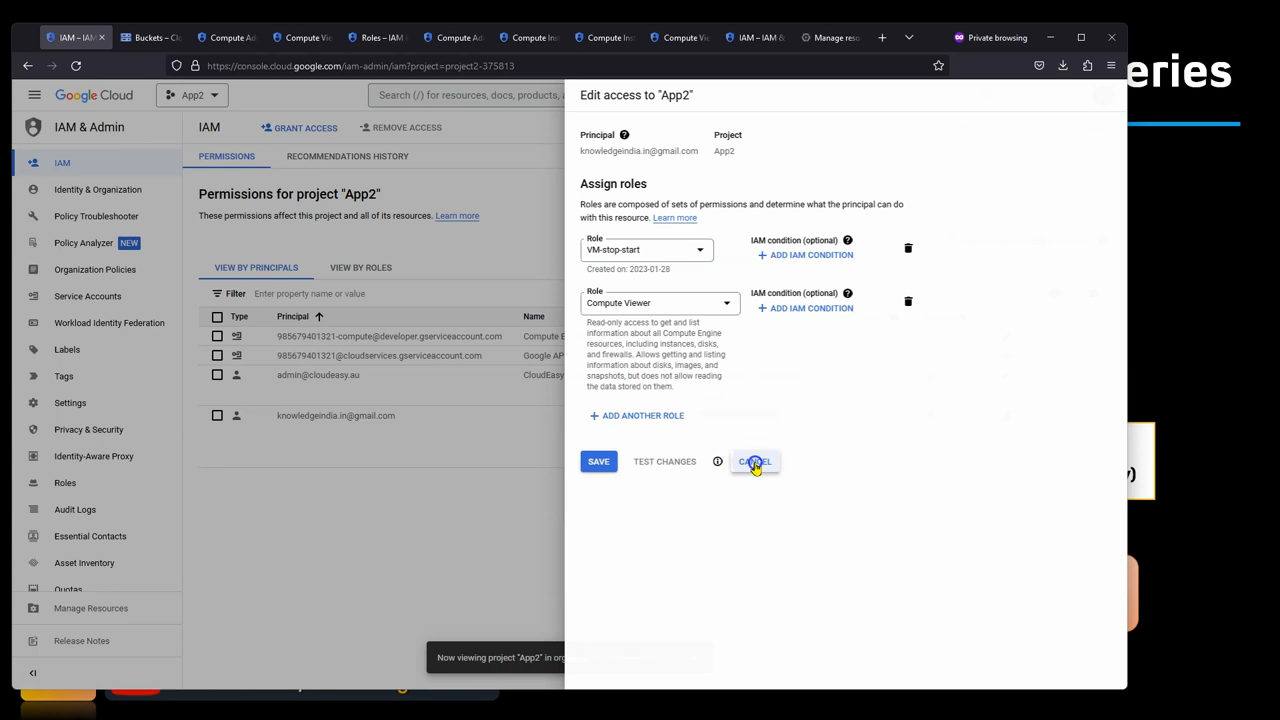 IAM – IAM
Buckets – Clo
Compute Ad
Compute Vie
Roles – IAM
Compute Ad
Compute Ins
Compute Ins
Compute Vie
IAM – IAM &
Manage reso
Private browsing
https://console.cloud.google.com/iam-admin/iam?project=project2-375813
eries
Google Cloud
App2
Search (/) for resources, docs, products,
Edit access to "App2"
IAM & Admin
IAM
GRANT ACCESS
REMOVE ACCESS
PERMISSIONS
RECOMMENDATIONS HISTORY
Permissions for project "App2"
These permissions affect this project and all of its resources. Learn more
VIEW BY PRINCIPALS
VIEW BY ROLES
Filter
Enter property name or value
Type
Principal
Name
985679401321-compute@developer.gserviceaccount.com
Compute E
985679401321@cloudservices.gserviceaccount.com
Google AP
admin@cloudeasy.au
CloudEasy
knowledgeindia.in@gmail.com
IAM
Identity & Organization
Policy Troubleshooter
Policy Analyzer NEW
Organization Policies
Service Accounts
Workload Identity Federation
Labels
Tags
Settings
Privacy & Security
Identity-Aware Proxy
Roles
Audit Logs
Essential Contacts
Asset Inventory
Quotas
Manage Resources
Release Notes
Principal
Project
knowledgeindia.in@gmail.com
App2
Assign roles
Roles are composed of sets of permissions and determine what the principal can do
with this resource. Learn more
Role
VM-stop-start
Created on: 2023-01-28
IAM condition (optional)
ADD IAM CONDITION
Role
Compute Viewer
IAM condition (optional)
ADD IAM CONDITION
Read-only access to get and list
information about all Compute Engine
resources, including instances, disks,
and firewalls. Allows getting and listing
information about disks, images, and
snapshots, but does not allow reading
the data stored on them.
ADD ANOTHER ROLE
SAVE
TEST CHANGES
CANCEL
Now viewing project "App2" in